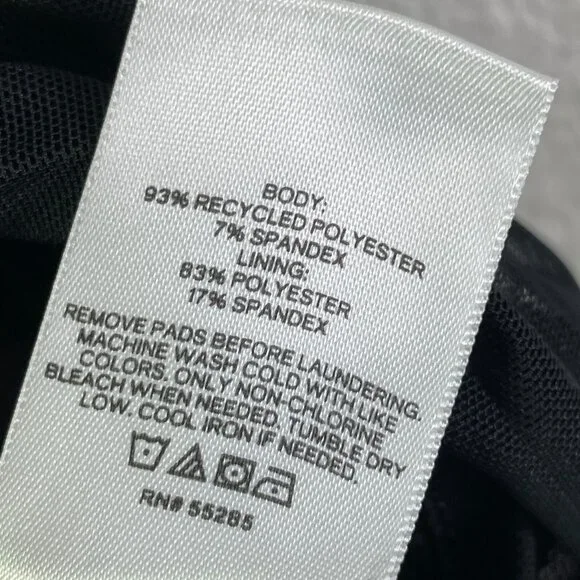 BODY:
93% RECYCLED POLYESTER
7% SPANDEX
LINING:
83% POLYESTER
17% SPANDEX
REMOVE PADS BEFORE LAUNDERING.
MACHINE WASH COLD WITH LIKE
COLORS. ONLY NON-CHLORINE
BLEACH WHEN NEEDED. TUMBLE DRY
LOW. COOL IRON IF NEEDED.
RN# 55285